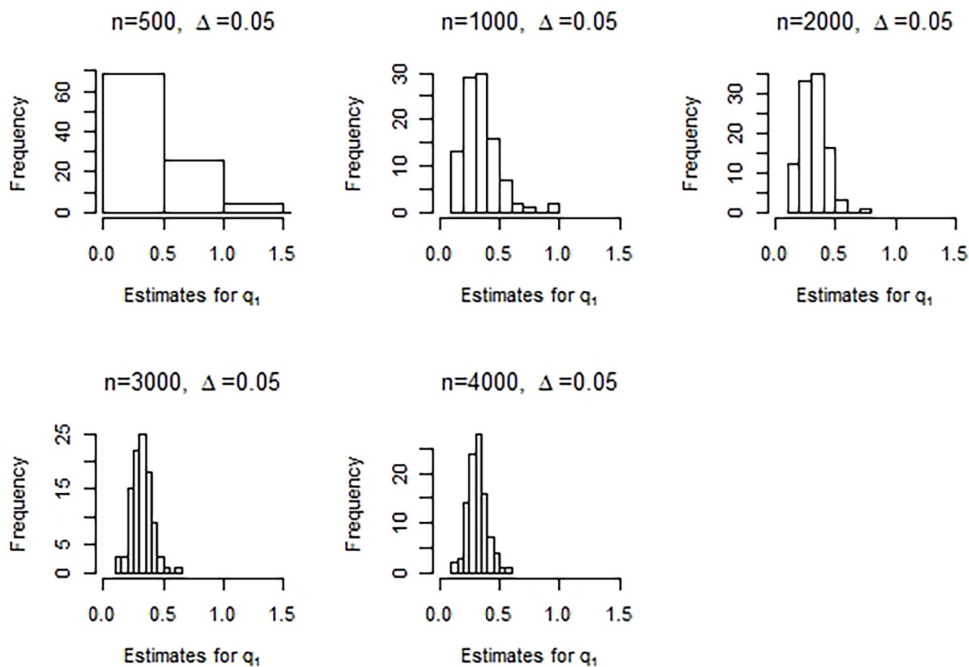 n=500, Δ=0.05
n=1000, Δ=0.05
n=2000, Δ=0.05
Frequency
0 20 40 60
0.0 0.5 1.0 1.5
Estimates for q₁
Frequency
0 10 20 30
0.0 0.5 1.0 1.5
Estimates for q₁
Frequency
0 10 20 30
0.0 0.5 1.0 1.5
Estimates for q₁
n=3000, Δ=0.05
n=4000, Δ=0.05
Frequency
0 5 15 25
0.0 0.5 1.0 1.5
Estimates for q₁
Frequency
0 10 20
0.0 0.5 1.0 1.5
Estimates for q₁